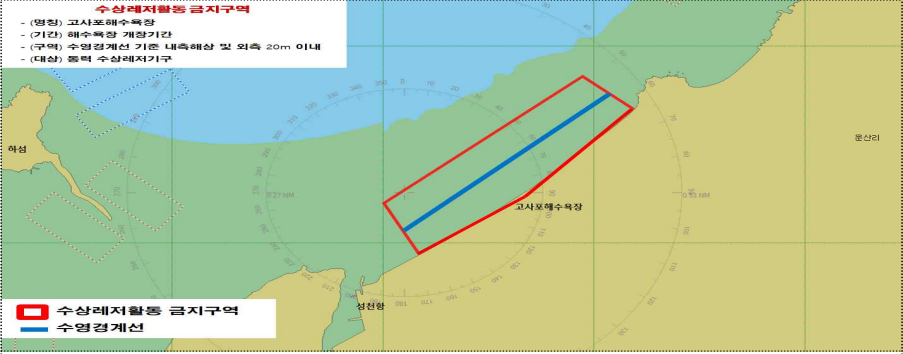 수상레저활동 금지구역
- (명칭) 고사포해수욕장
- (기간) 해수욕장 개장기간
- (구역) 수영경계선 기준 내측해상 및 외측 20m 이내
- (대상) 동력 수상레저기구
하섬
운산리
0.53 NM
고사포해수욕장
성천항
수상레저활동 금지구역
수영경계선